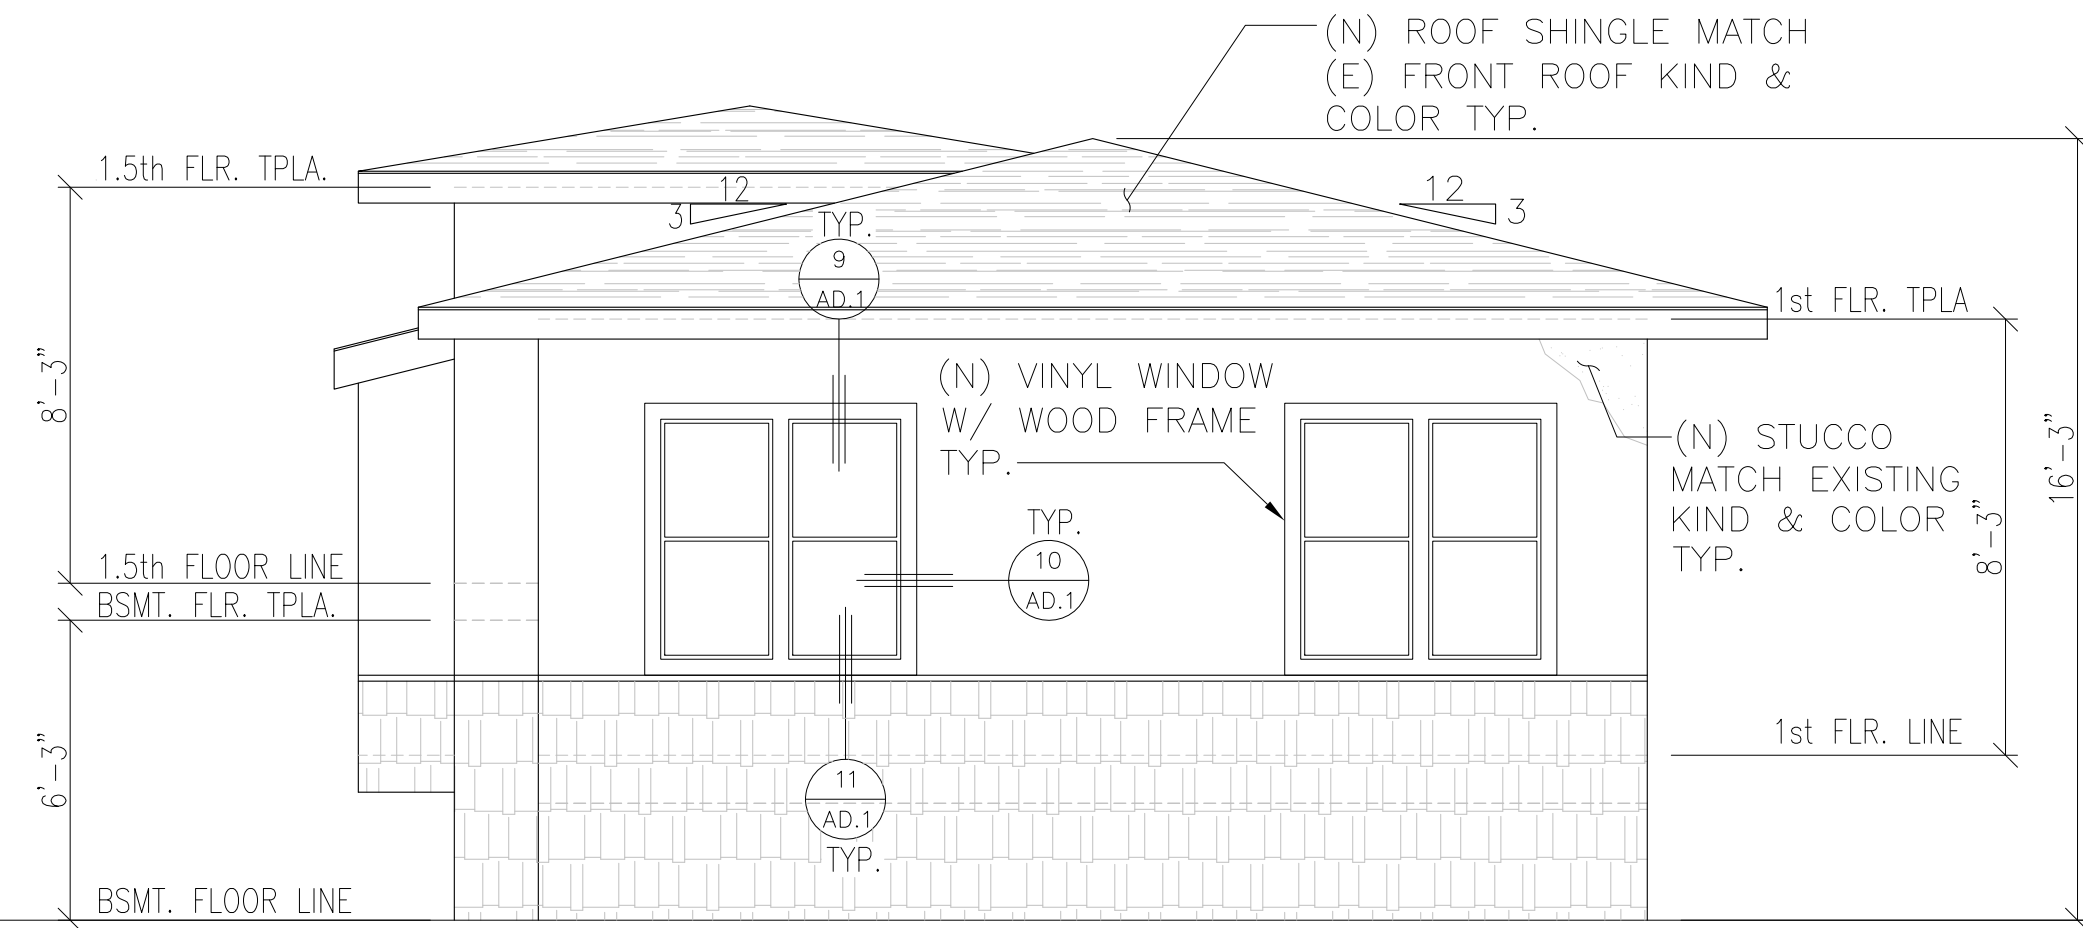 (N) ROOF SHINGLE MATCH
(E) FRONT ROOF KIND &
COLOR TYP.
1.5th FLR. TPLA.
12
3
12
3
TYP.
9
AD.1
1st FLR. TPLA
8'-3"
(N) VINYL WINDOW
W/ WOOD FRAME
TYP.
(N) STUCCO
MATCH EXISTING
KIND & COLOR
TYP.
16'-3"
8'-3"
TYP.
10
AD.1
1.5th FLOOR LINE
BSMT. FLR. TPLA.
1st FLR. LINE
6'-3"
11
AD.1
TYP.
BSMT. FLOOR LINE